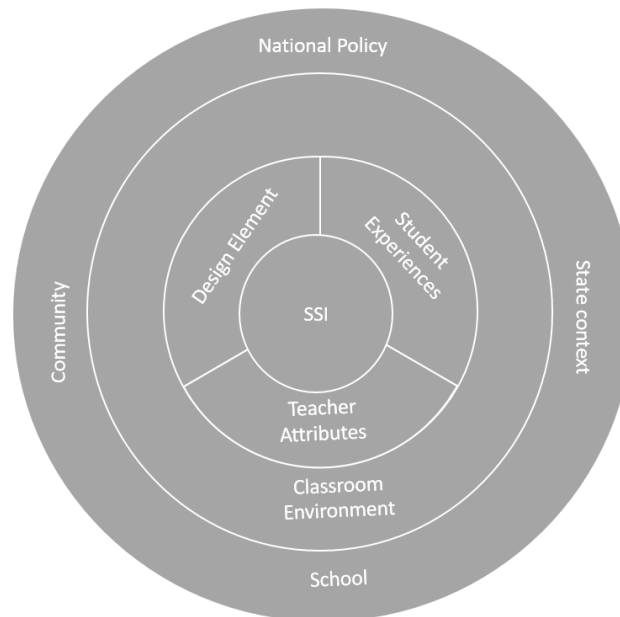 National Policy
Design Element
Student
Experiences
Community
SSI
State context
Teacher
Attributes
Classroom
Environment
School